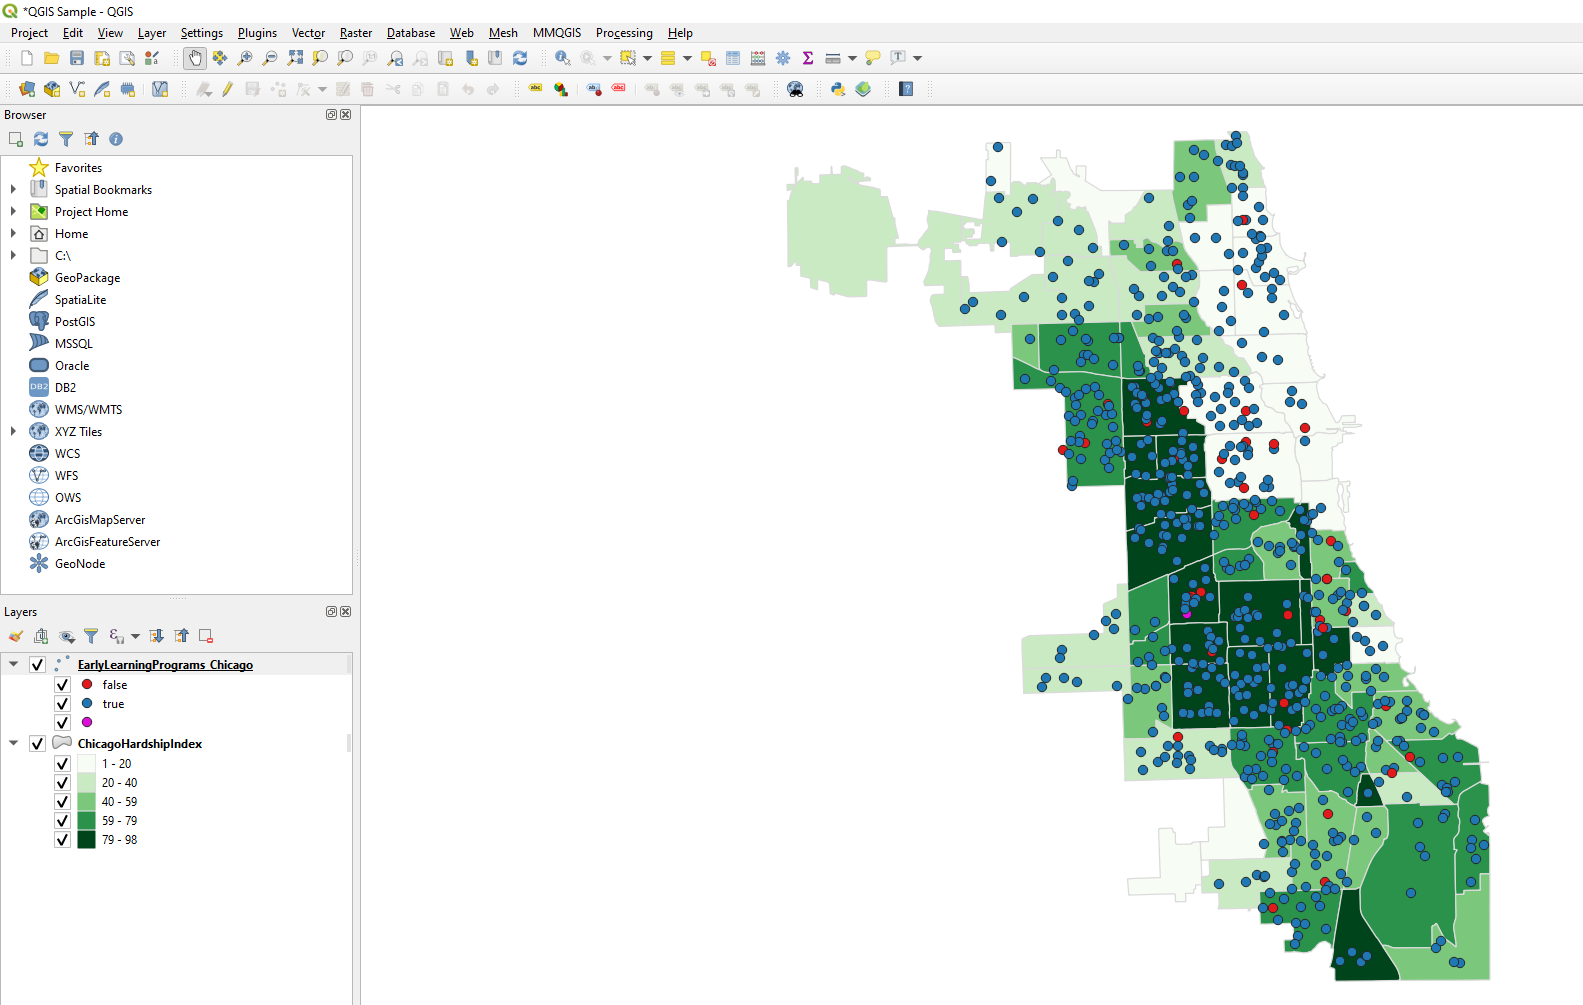 *QGIS Sample - QGIS
Project Edit View Layer Settings Plugins Vector Raster Database Web Mesh MMQGIS Processing Help
Browser
Favorites
Spatial Bookmarks
Project Home
Home
C:\
GeoPackage
SpatiaLite
PostGIS
MSSQL
Oracle
DB2
WMS/WMTS
XYZ Tiles
WCS
WFS
OWS
ArcGisMapServer
ArcGisFeatureServer
GeoNode
Layers
EarlyLearningPrograms_Chicago
false
true
ChicagoHardshipIndex
1 - 20
20 - 40
40 - 59
59 - 79
79 - 98